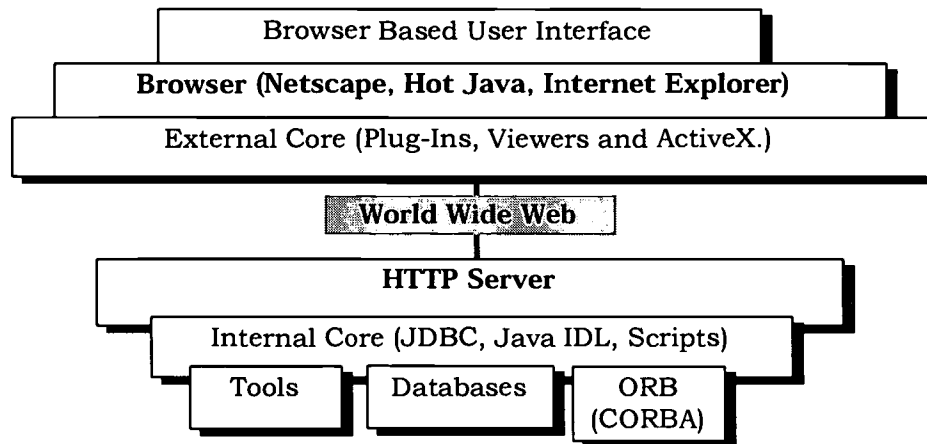 Browser Based User Interface
Browser (Netscape, Hot Java, Internet Explorer)
External Core (Plug-Ins, Viewers and ActiveX.)
World Wide Web
HTTP Server
Internal Core (JDBC, Java IDL, Scripts)
Tools
Databases
ORB
(CORBA)